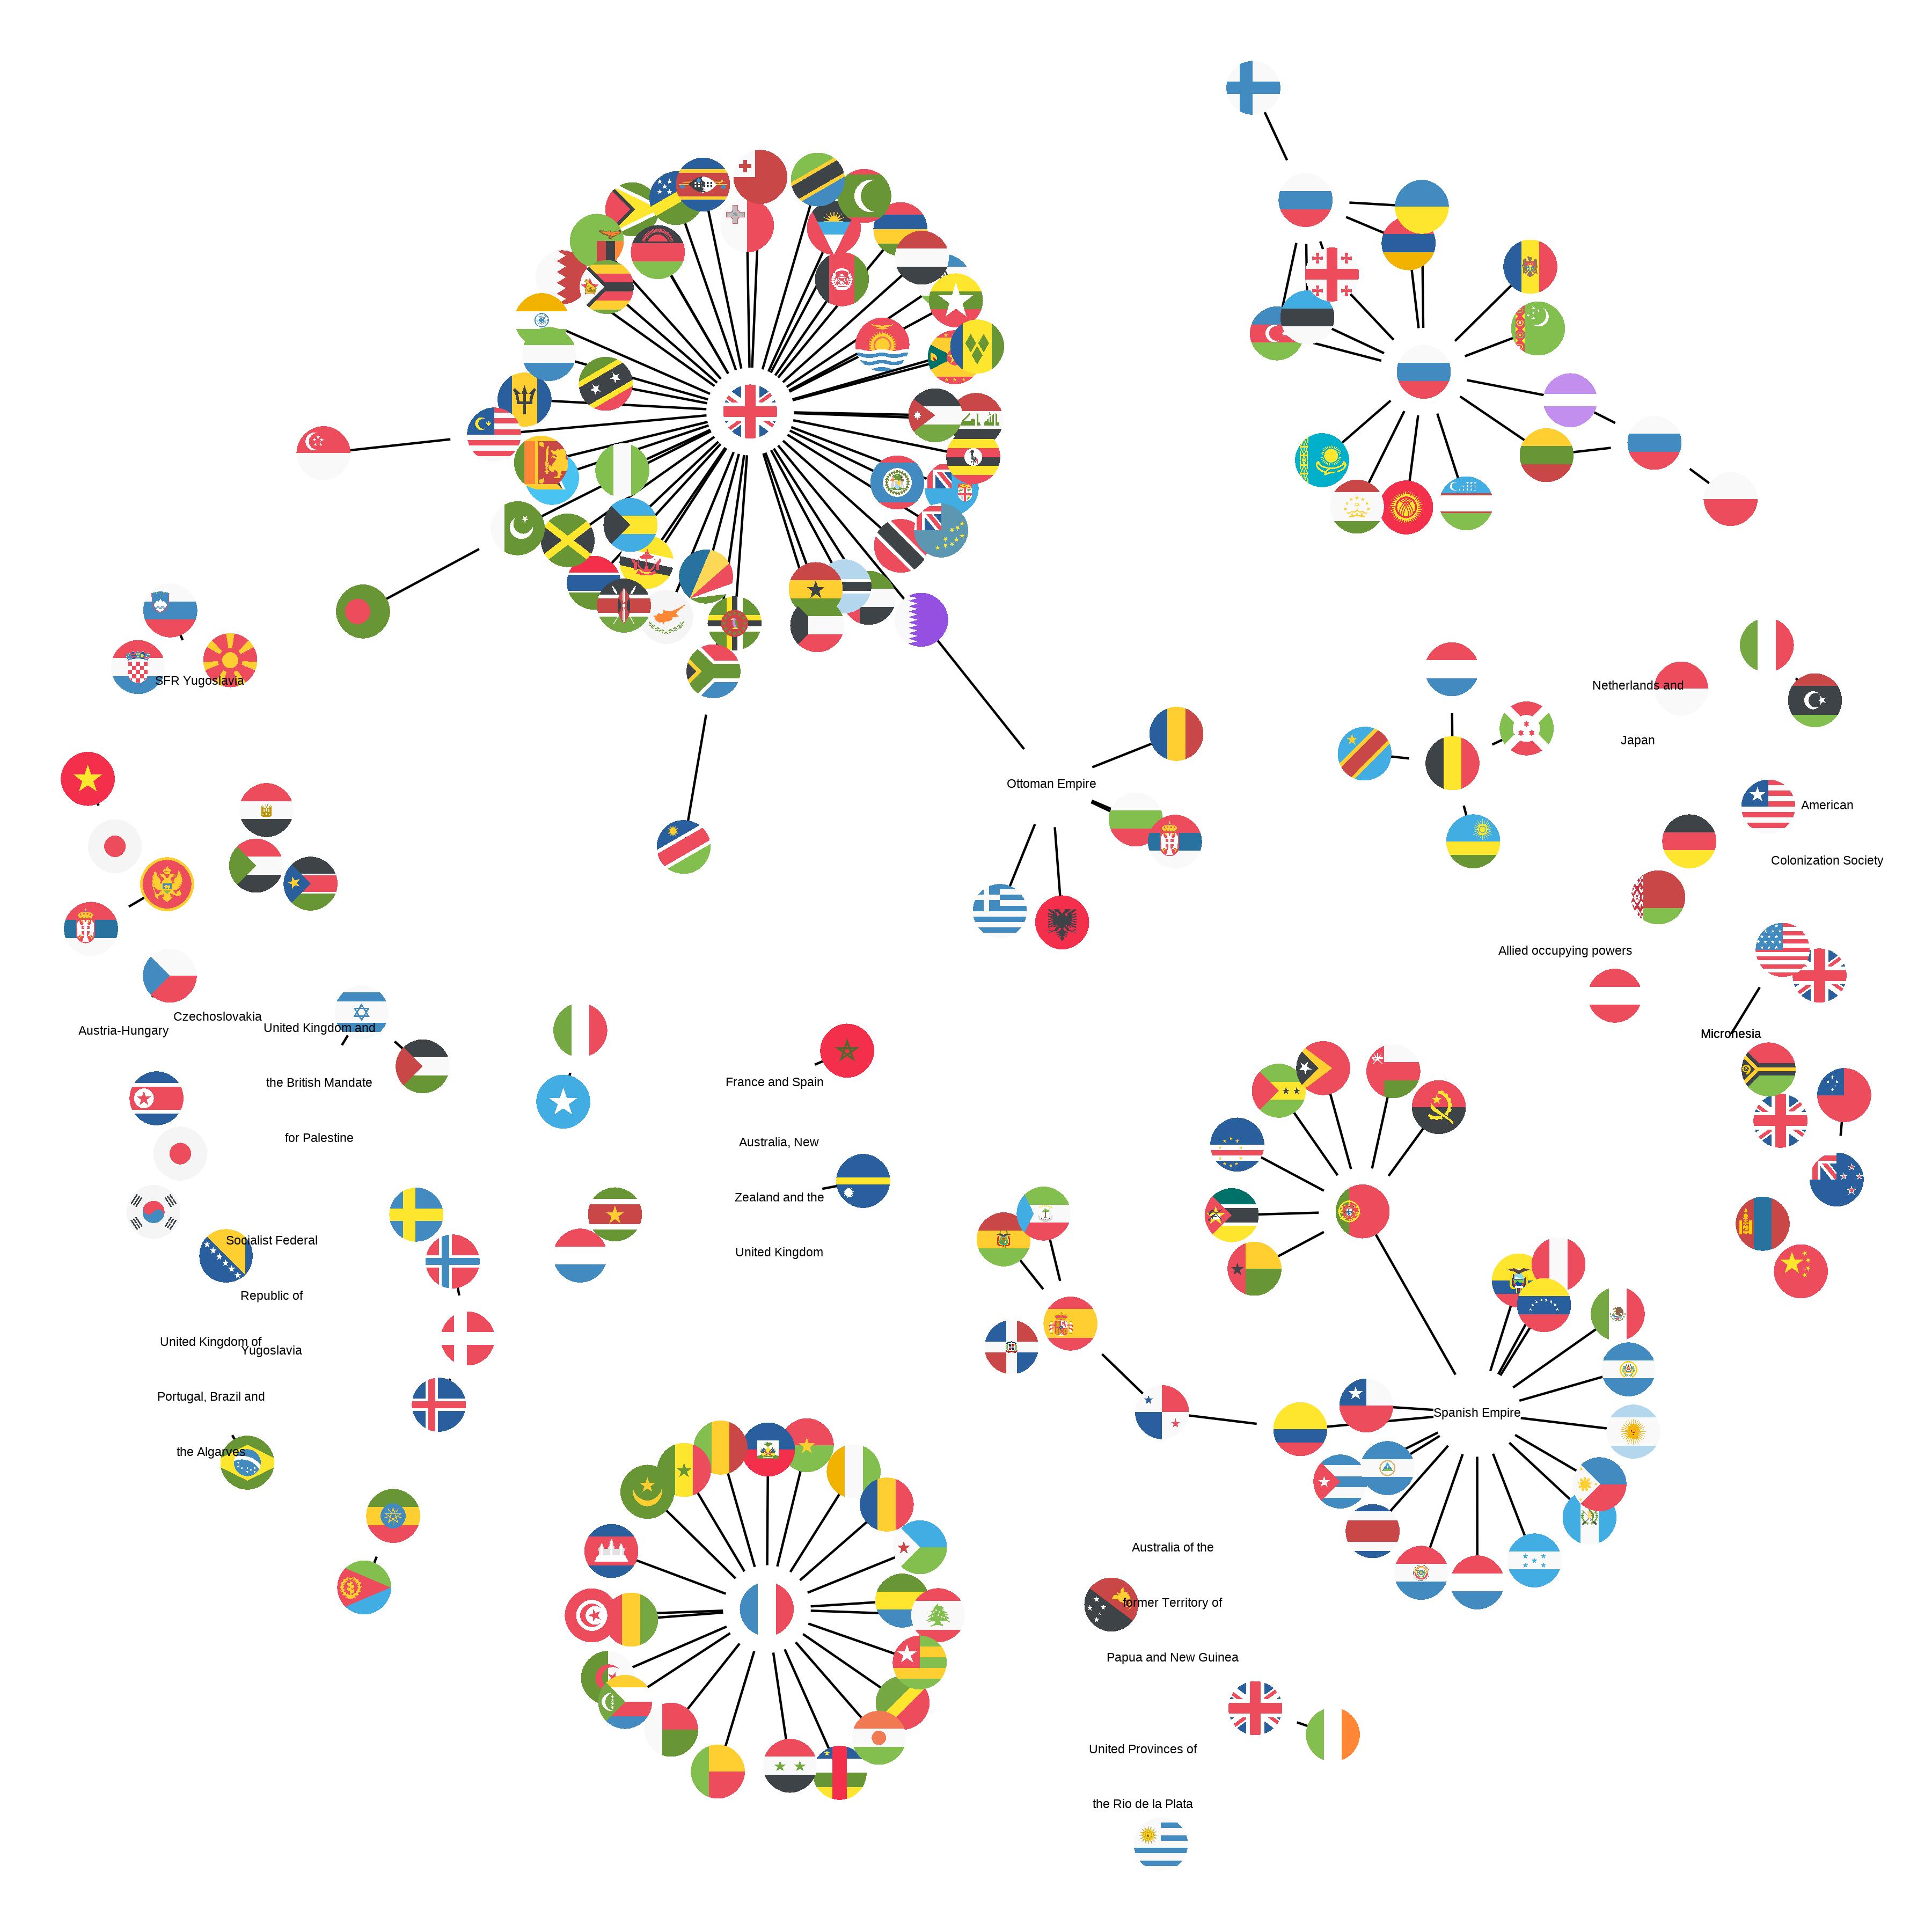 SFR Yugoslavia
Netherlands and
Japan
Ottoman Empire
American
Colonization Society
Allied occupying powers
Micronesia
Czechoslovakia
Austria-Hungary
United Kingdom and
the British Mandate
for Palestine
France and Spain
Australia, New
Zealand and the
United Kingdom
Socialist Federal
Republic of
Yugoslavia
United Kingdom of
Portugal, Brazil and
the Algarves
Spanish Empire
Australia of the
former Territory of
Papua and New Guinea
United Provinces of
the Rio de la Plata